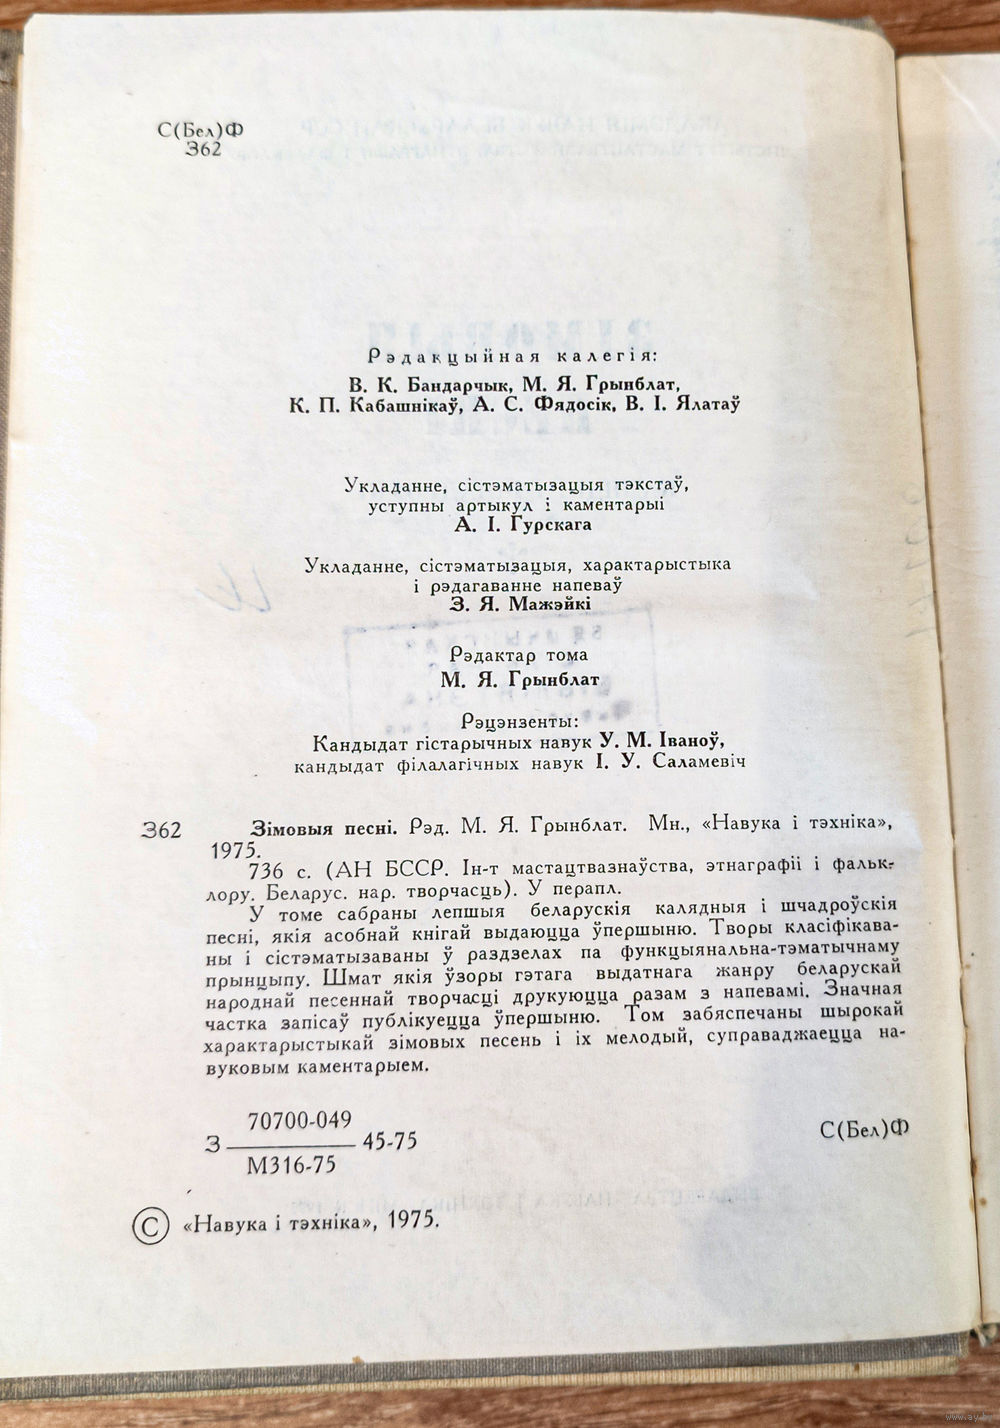 С(Бел)Ф
З62
Рэдакцыйная калегія:
В. К. Бандарчык, М. Я. Грынблат,
К. П. Кабашнікаў, А. С. Фядосік, В. І. Ялатаў
Укладанне, сістэматызацыя тэкстаў,
уступны артыкул і каментарыі
А. І. Гурскага
Укладанне, сістэматызацыя, характарыстыка
і рэдагаванне напеваў
З. Я. Мажэйкі
Рэдактар тома
М. Я. Грынблат
Рэцэнзенты:
Кандыдат гістарычных навук У. М. Іваноў,
кандыдат філалагічных навук І. У. Саламевіч
З62 Зімовыя песні. Рэд. М. Я. Грынблат. Мн., «Навука і тэхніка»,
1975.
736 с. (АН БССР. Ін-т мастацтвазнаўства, этнаграфіі і фальк-
лору. Беларус. нар. творчасць). У перапл.
У томе сабраны лепшыя беларускія калядныя і шчадроўскія
песні, якія асобнай кнігай выдаюцца ўпершыню. Творы класіфікава-
ны і сістэматызаваны ў раздзелах па функцыянальна-тэматычнаму
прынцыпу. Шмат якія ўзоры гэтага выдатнага жанру беларускай
народнай песеннай творчасці друкуюцца разам з напевамі. Значная
частка запісаў публікуецца ўпершыню. Том забяспечаны шырокай
характарыстыкай зімовых песень і іх мелодый, суправаджаецца на-
вуковым каментарыем.
70700-049
З 45-75
М316-75
С(Бел)Ф
© «Навука і тэхніка», 1975.